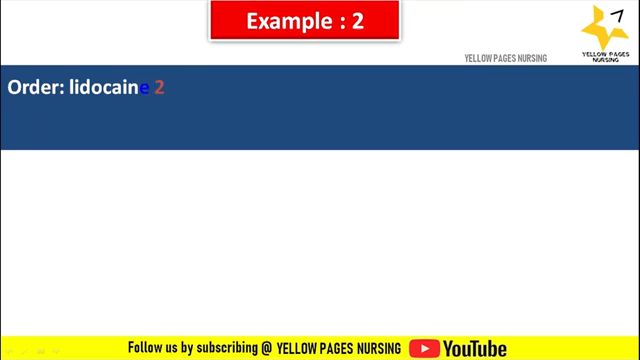 Example : 2
YELLOW PAGES NURSING
YELLOW PAGES
NURSING
Order: lidocaine 2
Follow us by subscribing @ YELLOW PAGES NURSING YouTube